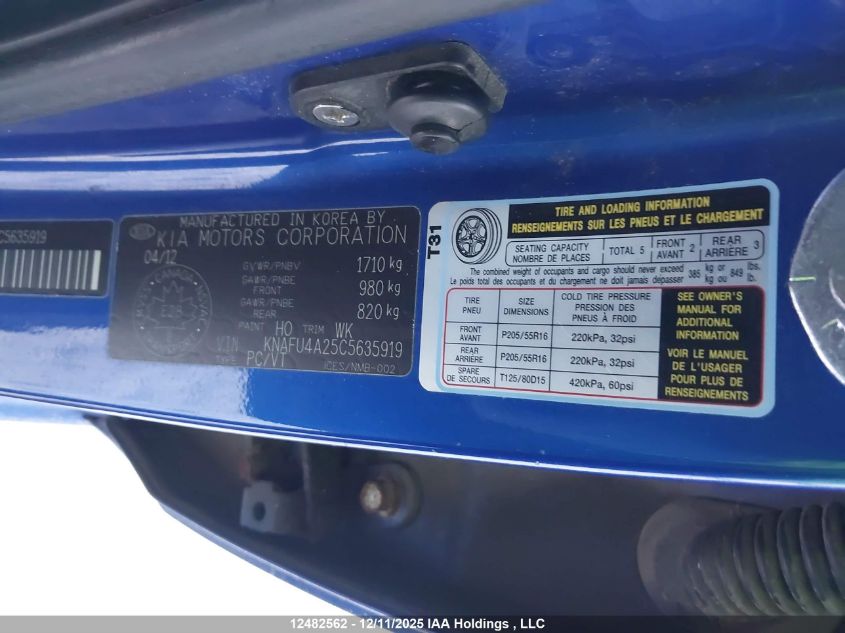 C5635919
MANUFACTURED IN KOREA BY
KIA KIA MOTORS CORPORATION
04/12
GVWR/PNBV 1710 kg
GAWR/PNBE
FRONT 980 kg
GAWR/PNBE
REAR 820 kg
PAINT HO TRIM WK
VIN KNAFU4A25C5635919
TYPE PC/VT
ICES/NMB-002
CANADA
T31
TIRE AND LOADING INFORMATION
RENSEIGNEMENTS SUR LES PNEUS ET LE CHARGEMENT
SEATING CAPACITY
NOMBRE DE PLACES
TOTAL 5
FRONT
AVANT 2
REAR
ARRIÈRE 3
The combined weight of occupants and cargo should never exceed
Le poids total des occupants et du chargement ne doit jamais dépasser
385 kg or 849 lbs.
kg ou lb.
TIRE
PNEU
SIZE
DIMENSIONS
COLD TIRE PRESSURE
PRESSION DES
PNEUS À FROID
FRONT
AVANT
P205/55R16
220kPa, 32psi
REAR
ARRIÈRE
P205/55R16
220kPa, 32psi
SPARE
DE SECOURS
T125/80D15
420kPa, 60psi
SEE OWNER'S
MANUAL FOR
ADDITIONAL
INFORMATION
VOIR LE MANUEL
DE L'USAGER
POUR PLUS DE
RENSEIGNEMENTS
12482562 - 12/11/2025 IAA Holdings , LLC